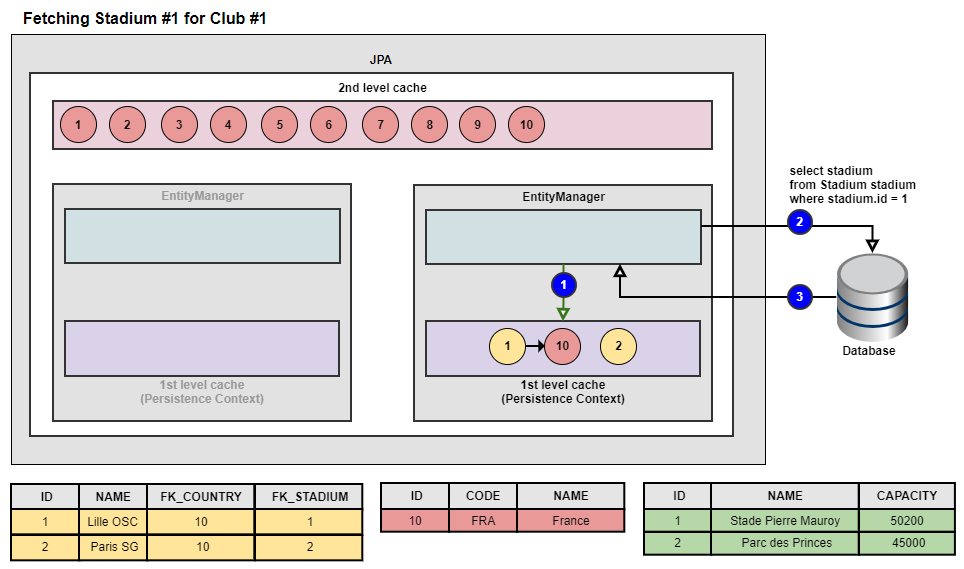 Fetching Stadium #1 for Club #1
JPA
2nd level cache
1 2 3 4 5 6 7 8 9 10
EntityManager
1st level cache
(Persistence Context)
EntityManager
1
1 10 2
1st level cache
(Persistence Context)
select stadium
from Stadium stadium
where stadium.id = 1
2
3
Database
ID NAME FK_COUNTRY FK_STADIUM
1 Lille OSC 10 1
2 Paris SG 10 2
ID CODE NAME
10 FRA France
ID NAME CAPACITY
1 Stade Pierre Mauroy 50200
2 Parc des Princes 45000